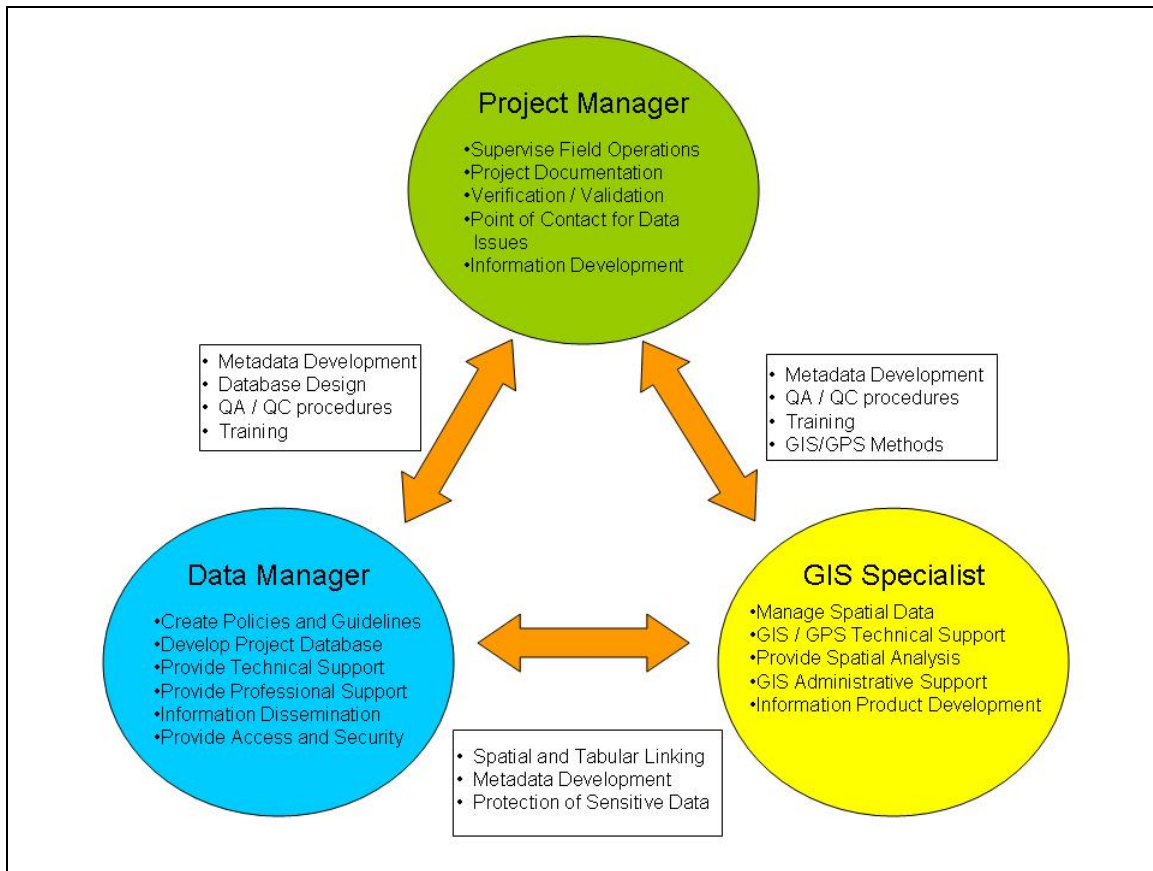 Project Manager
•Supervise Field Operations
•Project Documentation
•Verification / Validation
•Point of Contact for Data
Issues
•Information Development
• Metadata Development
• Database Design
• QA / QC procedures
• Training
• Metadata Development
• QA / QC procedures
• Training
• GIS/GPS Methods
Data Manager
•Create Policies and Guidelines
•Develop Project Database
•Provide Technical Support
•Provide Professional Support
•Information Dissemination
•Provide Access and Security
GIS Specialist
•Manage Spatial Data
•GIS / GPS Technical Support
•Provide Spatial Analysis
•GIS Administrative Support
•Information Product Development
• Spatial and Tabular Linking
• Metadata Development
• Protection of Sensitive Data